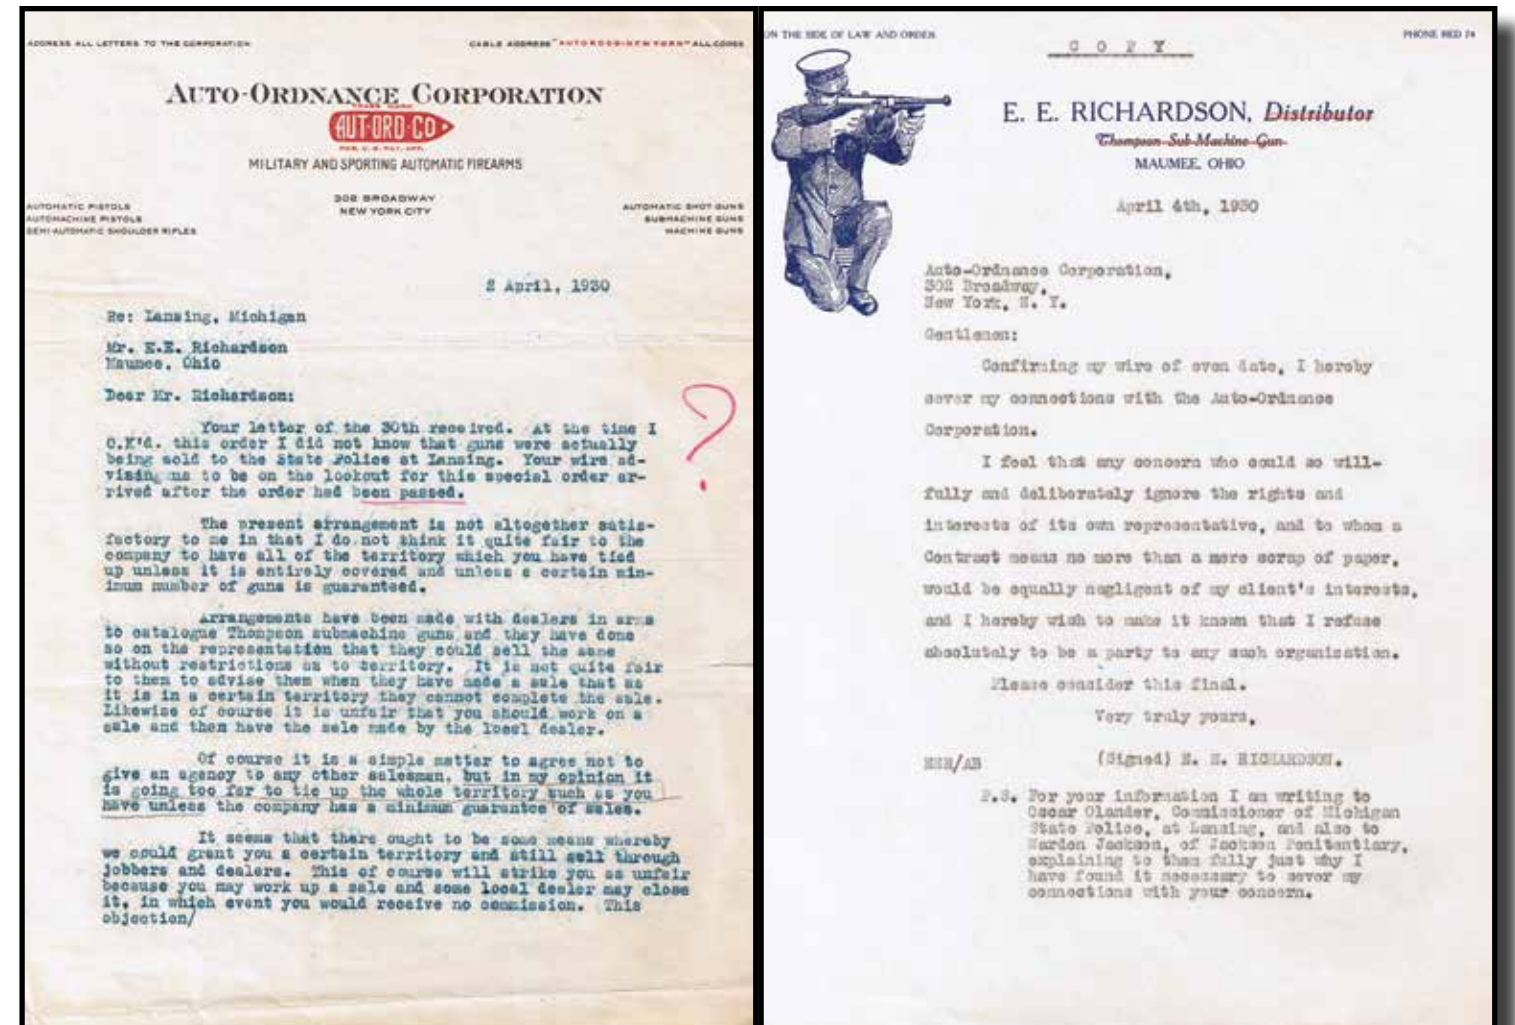 ADDRESS ALL LETTERS TO THE CORPORATION
CABLE ADDRESS "AUTORDCO-NEW YORK" ALL CODES
AUTO-ORDNANCE CORPORATION
TRADE MARK
AUT-ORD-CO
REG. U.S. PAT. OFF.
MILITARY AND SPORTING AUTOMATIC FIREARMS
302 BROADWAY
NEW YORK CITY
AUTOMATIC PISTOLS
AUTOMACHINE PISTOLS
SEMI-AUTOMATIC SHOULDER RIFLES
AUTOMATIC SHOT GUNS
SUBMACHINE GUNS
MACHINE GUNS
2 April, 1930
Re: Lansing, Michigan
Mr. E.E. Richardson
Maumee, Ohio
Dear Mr. Richardson:
Your letter of the 30th received. At the time I
O.K'd. this order I did not know that guns were actually
being sold to the State Police at Lansing. Your wire ad-
vising us to be on the lookout for this special order ar-
rived after the order had been passed.
?
The present arrangement is not altogether satis-
factory to me in that I do not think it quite fair to the
company to have all of the territory which you have tied
up unless it is entirely covered and unless a certain min-
imum number of guns is guaranteed.
Arrangements have been made with dealers in arms
to catalogue Thompson submachine guns and they have done
so on the representation that they could sell the same
without restrictions as to territory. It is not quite fair
to them to advise them when they have made a sale that as
it is in a certain territory they cannot complete the sale.
Likewise of course it is unfair that you should work on a
sale and then have the sale made by the local dealer.
Of course it is a simple matter to agree not to
give an agency to any other salesman, but in my opinion it
is going too far to tie up the whole territory such as you
have unless the company has a minimum guarantee of sales.
It seems that there ought to be some means whereby
we could grant you a certain territory and still sell through
jobbers and dealers. This of course will strike you as unfair
because you may work up a sale and some local dealer may close
it, in which event you would receive no commission. This
objection/
ON THE SIDE OF LAW AND ORDER
COPY
PHONE RED 74
E. E. RICHARDSON, Distributor
Thompson Sub-Machine Gun
MAUMEE, OHIO
April 4th, 1930
Auto-Ordnance Corporation,
302 Broadway,
New York, N. Y.
Gentlemen:
Confirming my wire of even date, I hereby
sever my connections with the Auto-Ordnance
Corporation.
I feel that any concern who could so will-
fully and deliberately ignore the rights and
interests of its own representative, and to whom a
Contract means no more than a mere scrap of paper,
would be equally negligent of my client's interests,
and I hereby wish to make it known that I refuse
absolutely to be a party to any such organization.
Please consider this final.
Very truly yours,
EER/AB
(Signed) E. E. RICHARDSON.
P.S. For your information I am writing to
Oscar Olander, Commissioner of Michigan
State Police, at Lansing, and also to
Warden Jackson, of Jackson Penitentiary,
explaining to them fully just why I
have found it necessary to sever my
connections with your concern.